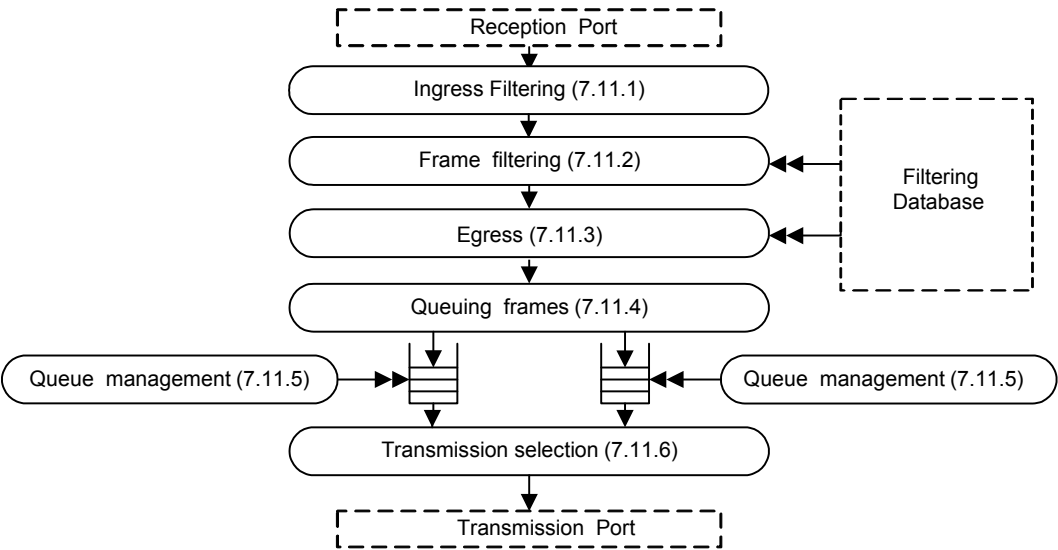 Reception Port
Ingress Filtering (7.11.1)
Frame filtering (7.11.2)
Filtering
Database
Egress (7.11.3)
Queuing frames (7.11.4)
Queue management (7.11.5)
Queue management (7.11.5)
Transmission selection (7.11.6)
Transmission Port